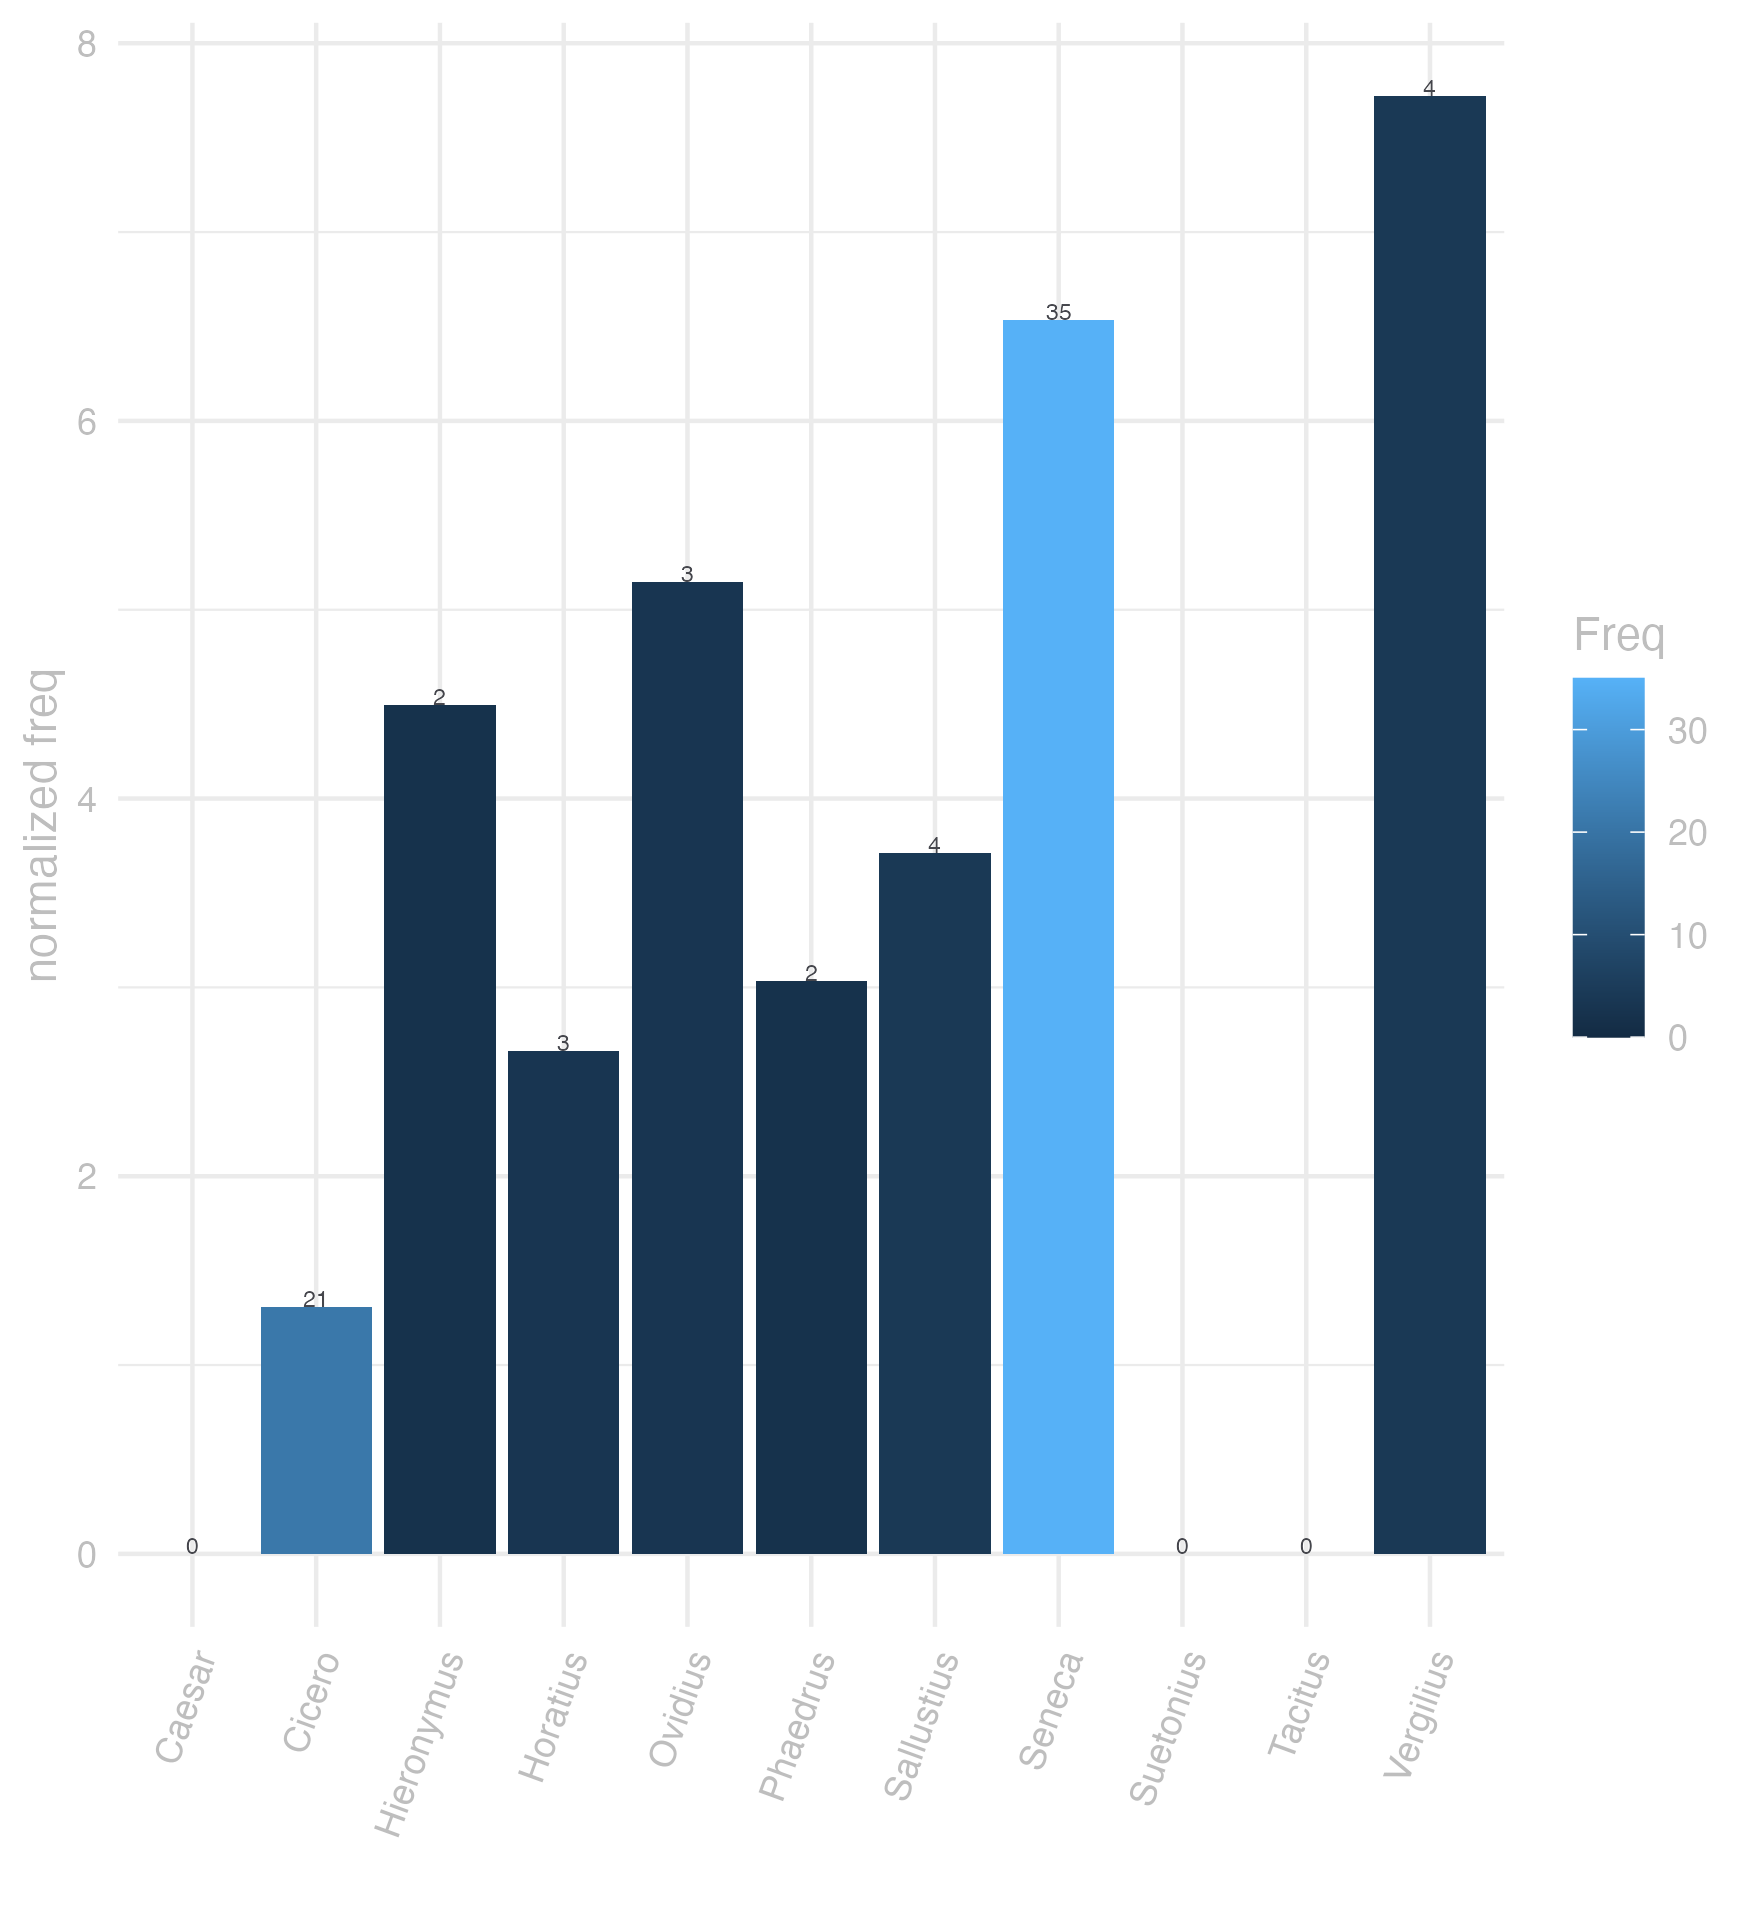 8
6
4
2
0
normalized freq
0
21
2
3
3
2
4
35
0
0
4
Caesar
Cicero
Hieronymus
Horatius
Ovidius
Phaedrus
Sallustius
Seneca
Suetonius
Tacitus
Vergilius
Freq
30
20
10
0